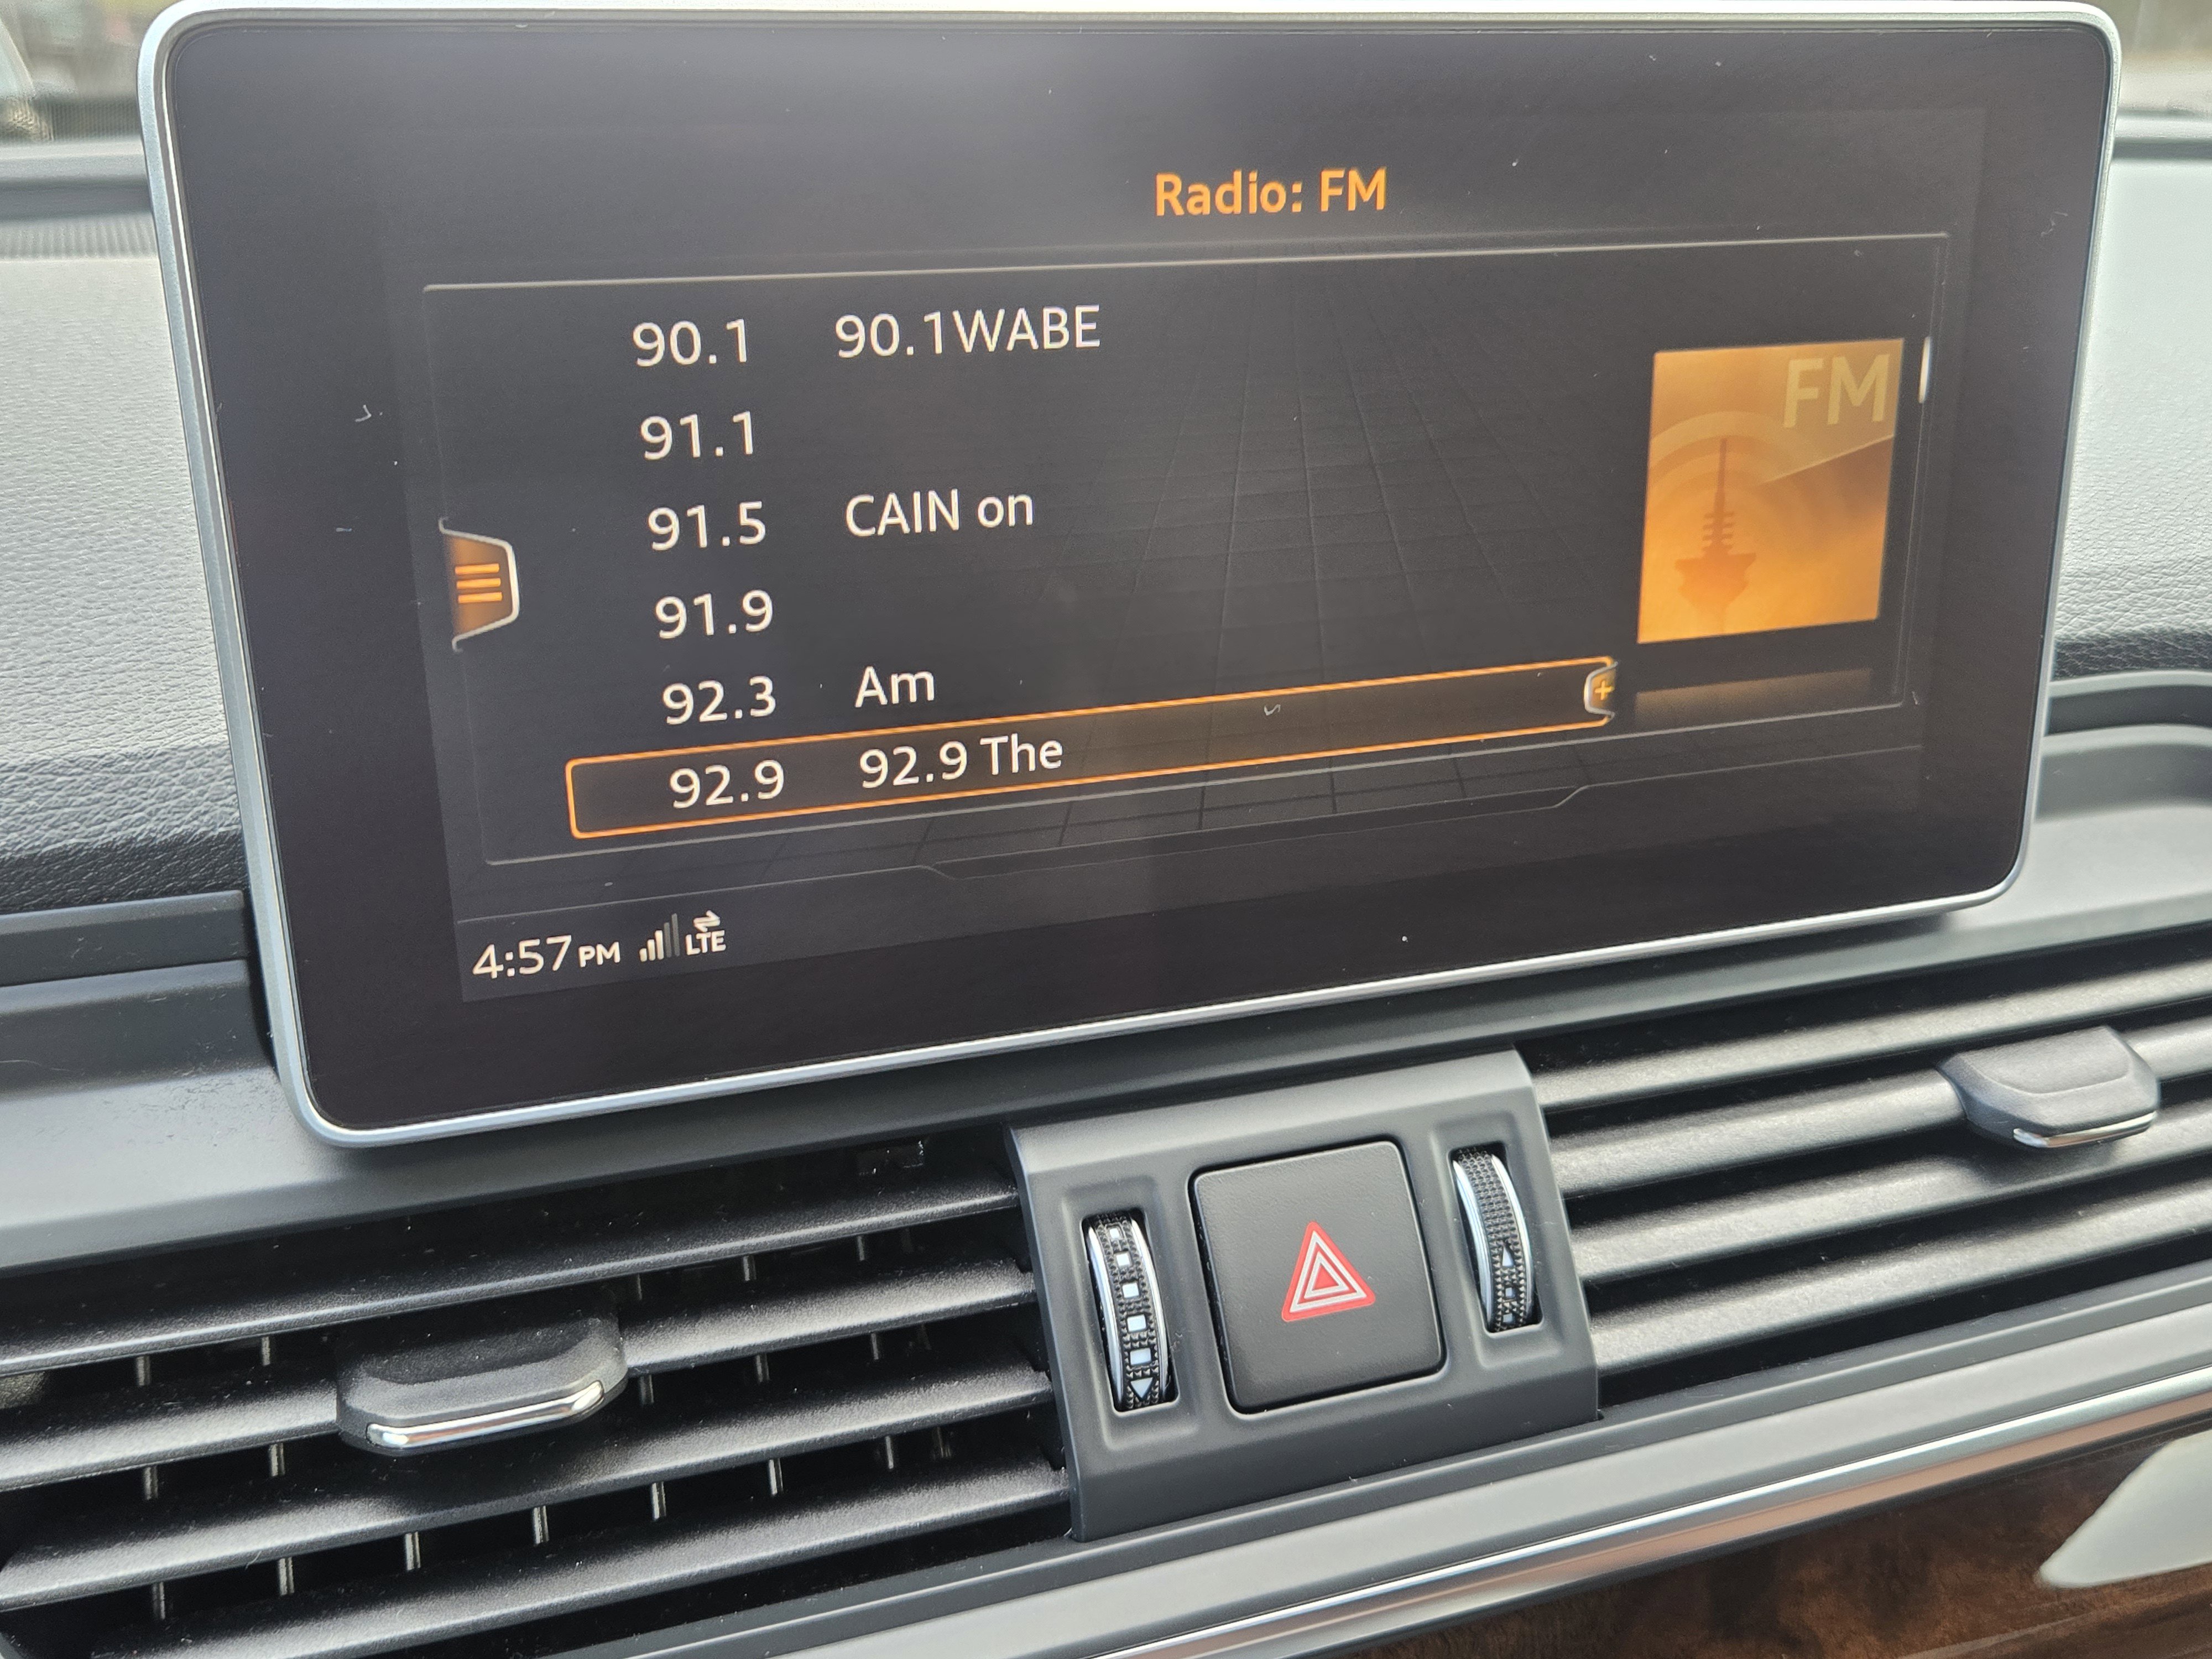 Radio: FM
90.1 90.1WABE
91.1
91.5 CAIN on
91.9
92.3 Am
92.9 92.9 The
FM
4:57 PM LTE